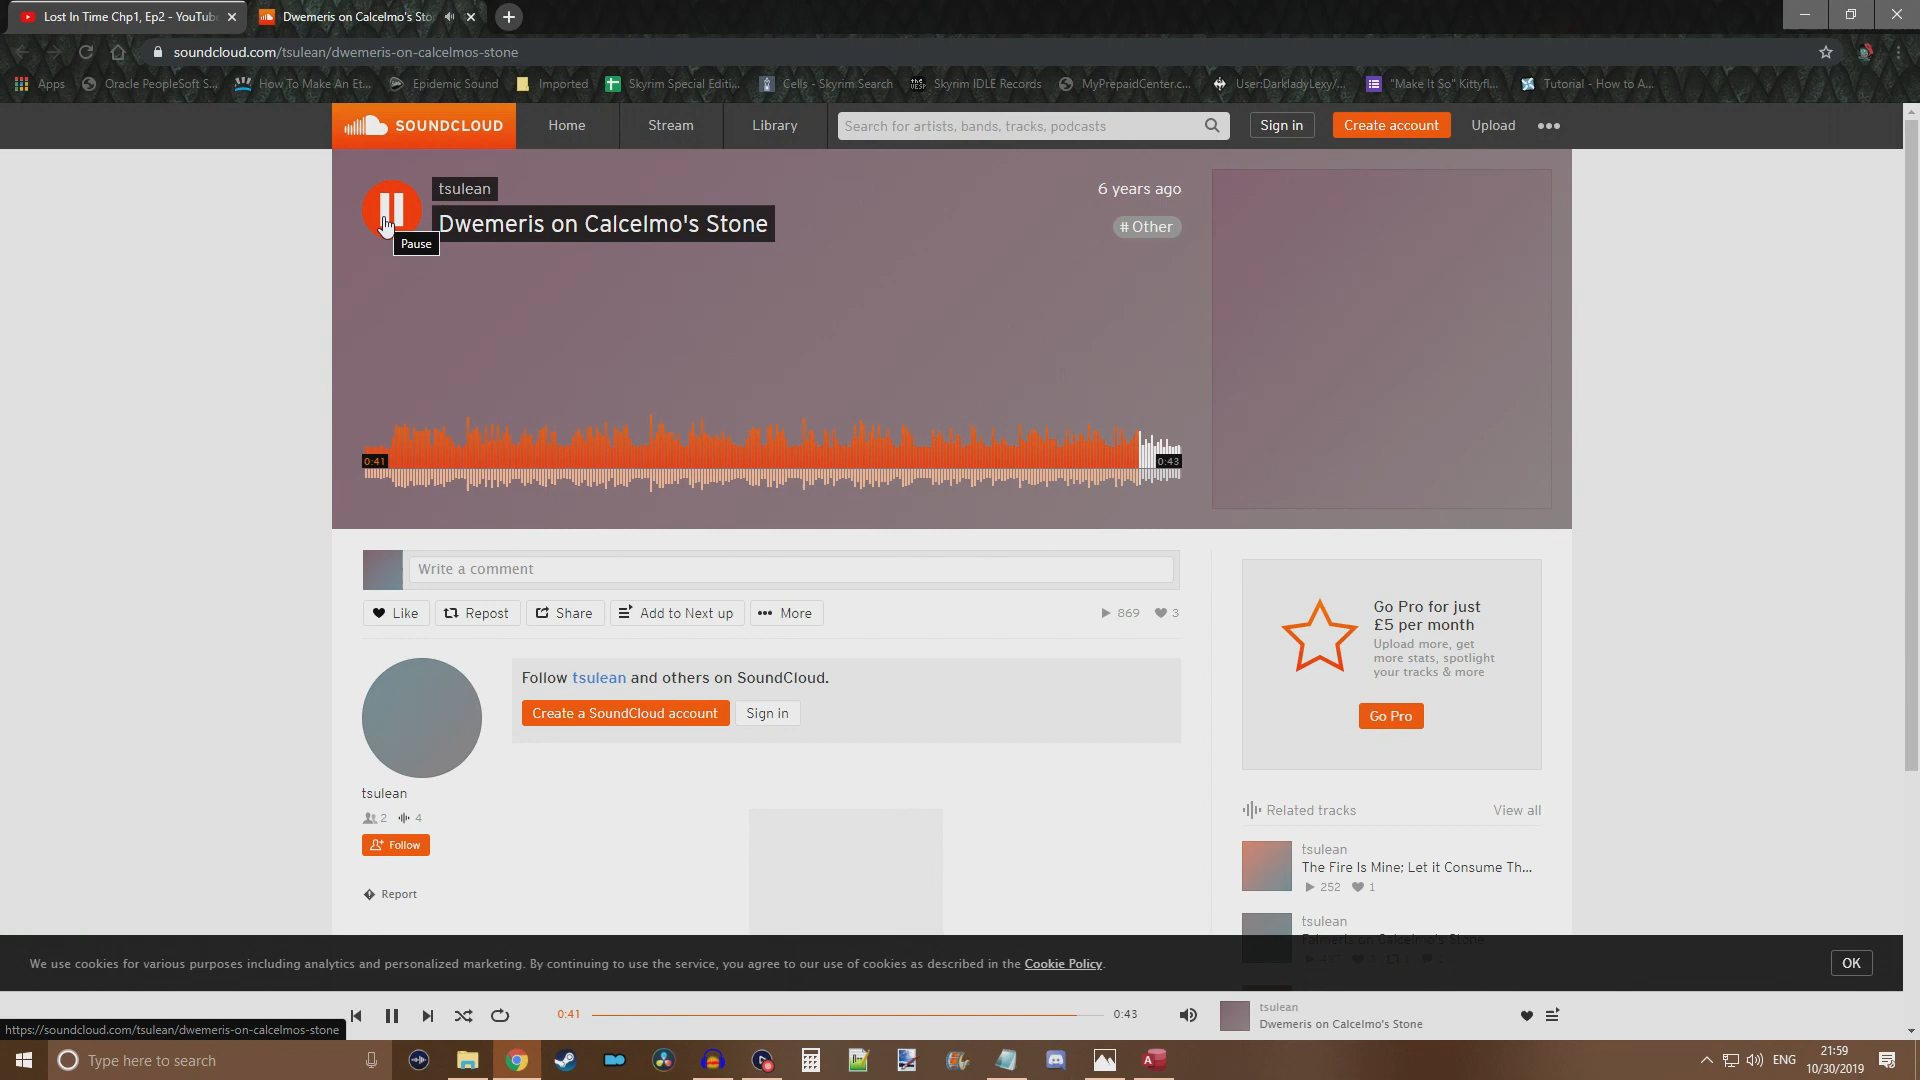 Lost In Time Chp1, Ep2 - YouTub
Dwemeris on Calcelmo's Sto
soundcloud.com/tsulean/dwemeris-on-calcelmos-stone
Apps
Oracle PeopleSoft S...
How To Make An Et...
Epidemic Sound
Imported
Skyrim Special Editi...
Cells - Skyrim Search
Skyrim IDLE Records
MyPrepaidCenter.c...
User:DarkladyLexy/...
"Make It So" Kittyfl...
Tutorial - How to A...
SOUNDCLOUD
Home
Stream
Library
Search for artists, bands, tracks, podcasts
Sign in
Create account
Upload
tsulean
6 years ago
Dwemeris on Calcelmo's Stone
# Other
Pause
0:41
0:43
Write a comment
Like
Repost
Share
Add to Next up
More
869
3
Go Pro for just
£5 per month
Upload more, get
more stats, spotlight
your tracks & more
Go Pro
Follow tsulean and others on SoundCloud.
Create a SoundCloud account
Sign in
tsulean
2
4
Follow
Report
Related tracks
View all
tsulean
The Fire Is Mine; Let it Consume Th...
252
1
tsulean
Falmeris on Calcelmo's Stone
We use cookies for various purposes including analytics and personalized marketing. By continuing to use the service, you agree to our use of cookies as described in the Cookie Policy.
OK
0:41
0:43
tsulean
Dwemeris on Calcelmo's Stone
https://soundcloud.com/tsulean/dwemeris-on-calcelmos-stone
Type here to search
ENG
21:59
10/30/2019